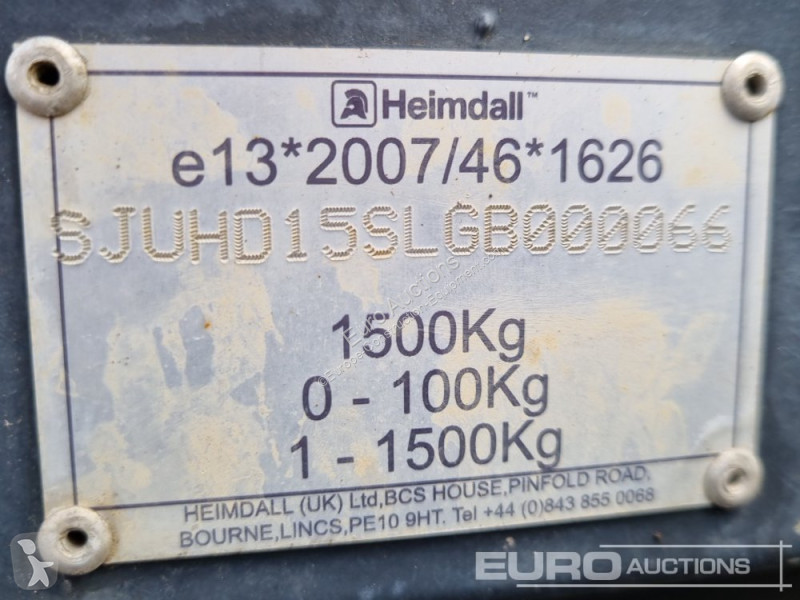 Heimdall™
e13*2007/46*1626
SJUHD15SLGB000066
1500Kg
0 - 100Kg
1 - 1500Kg
HEIMDALL (UK) Ltd,BCS HOUSE,PINFOLD ROAD,
BOURNE,LINCS,PE10 9HT. Tel +44 (0)843 855 0068
EURO AUCTIONS